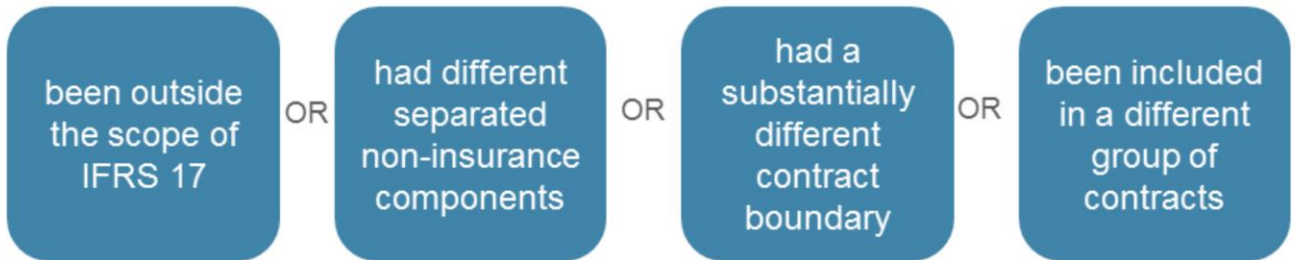 been outside
the scope of
IFRS 17
OR
had different
separated
non-insurance
components
OR
had a
substantially
different
contract
boundary
OR
been included
in a different
group of
contracts